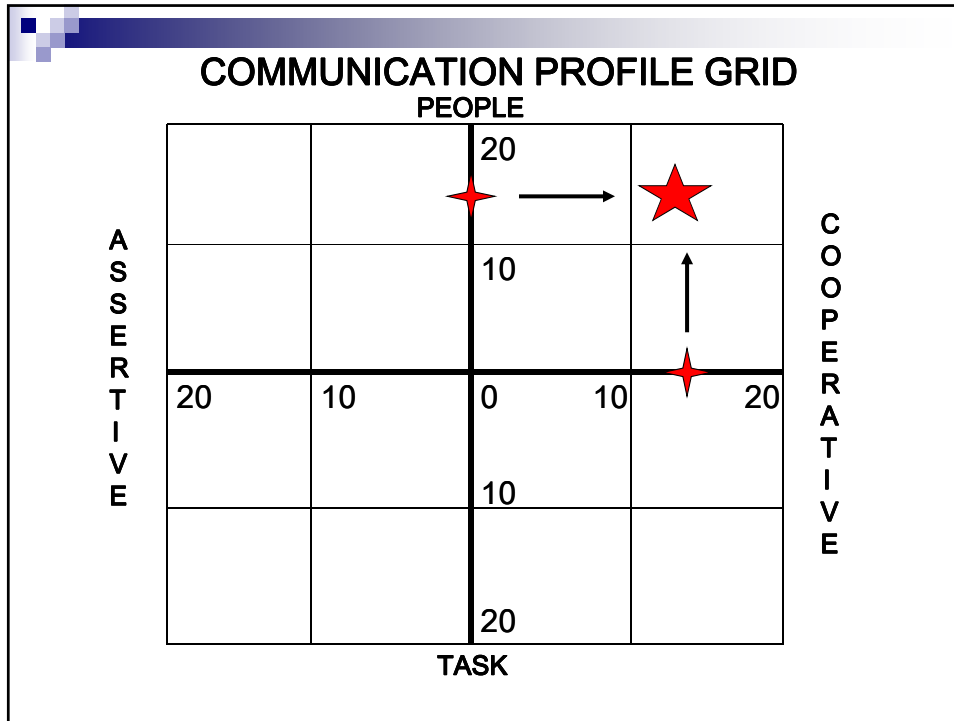 COMMUNICATION PROFILE GRID
PEOPLE
20
10
ASSERTIVE
COOPERATIVE
20 10 0 10 20
10
20
TASK